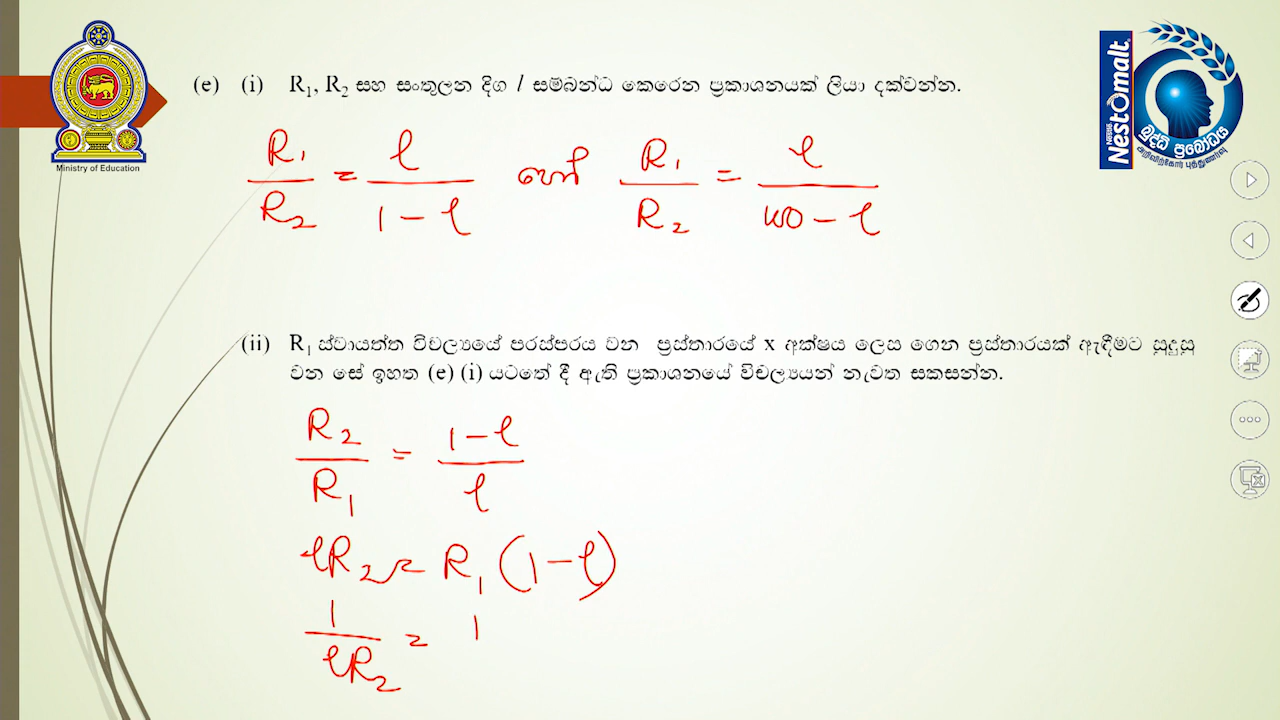 (e) (i) R₁, R₂ සහ සංතුලන දිග l සම්බන්ධ කෙරෙන ප්‍රකාශනයක් ලියා දක්වන්න.
R₁/R₂ = l/(1 - l) හෝ R₁/R₂ = l/(100 - l)
(ii) R₁ ස්වායත්ත විචල්‍යයේ පරස්පරය වන ප්‍රස්තාරයේ x අක්ෂය ලෙස ගෙන ප්‍රස්තාරයක් ඇඳීමට සුදුසු
වන සේ ඉහත (e) (i) යටතේ දී ඇති ප්‍රකාශනයේ විචල්‍යයන් නැවත සකසන්න.
R₂/R₁ = (1 - l)/l
lR₂ = R₁ (1 - l)
1/lR₂ = 1
Ministry of Education
Nestomalt
බුද්ධි ප්‍රබෝධය